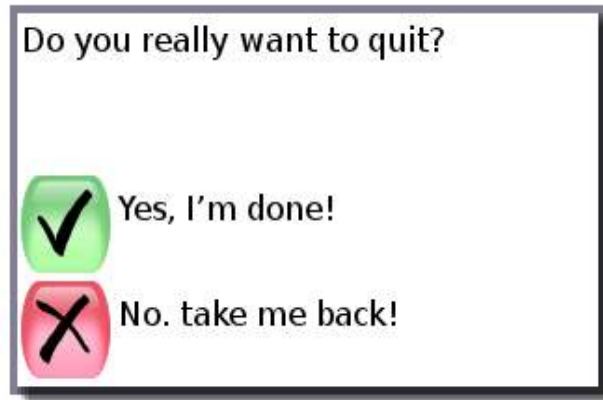 Do you really want to quit?
Yes, I’m done!
No. take me back!